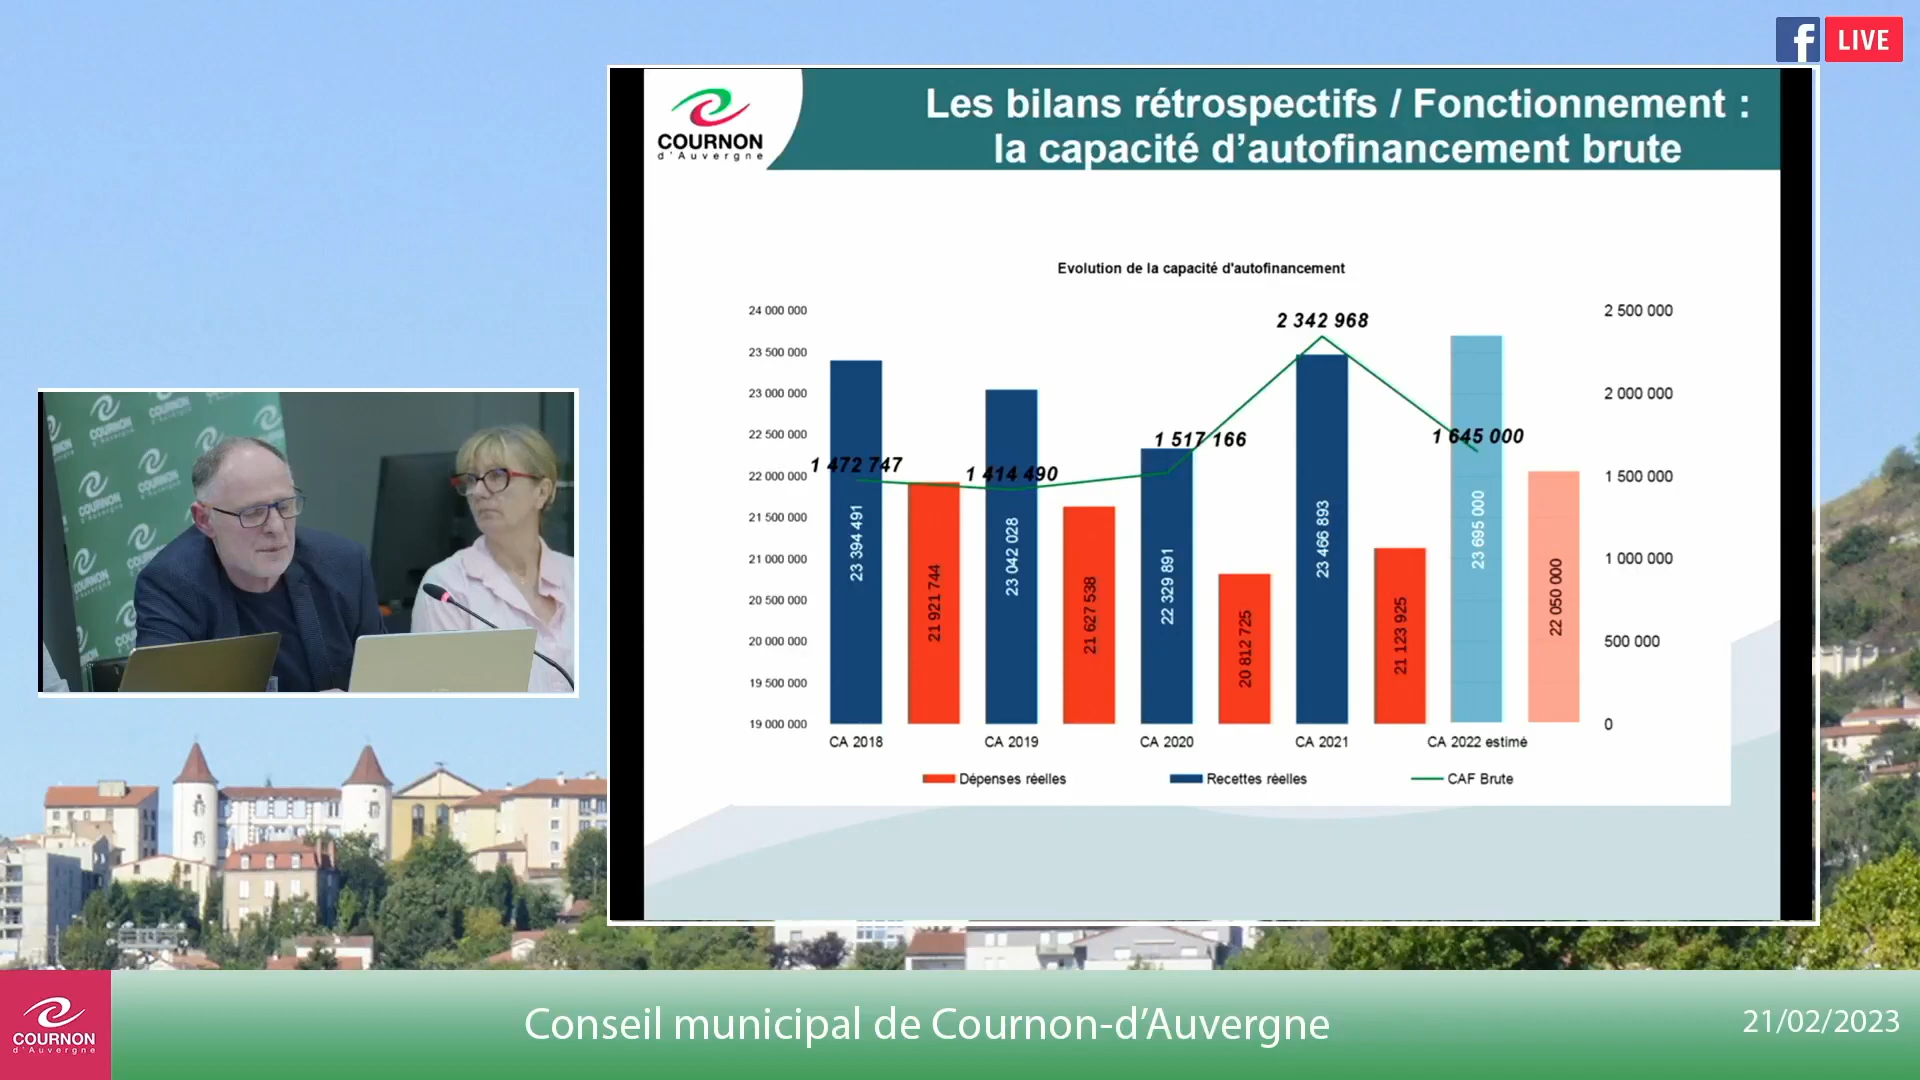 LIVE
COURNON
d'Auvergne
Les bilans rétrospectifs / Fonctionnement :
la capacité d'autofinancement brute
Evolution de la capacité d'autofinancement
24 000 000
23 500 000
23 000 000
22 500 000
22 000 000
21 500 000
21 000 000
20 500 000
20 000 000
19 500 000
19 000 000
2 500 000
2 000 000
1 500 000
1 000 000
500 000
0
1 472 747
1 414 490
1 517 166
2 342 968
1 645 000
23 394 491
21 921 744
23 042 028
21 627 538
22 329 891
20 812 725
23 466 893
21 123 925
23 695 000
22 050 000
CA 2018
CA 2019
CA 2020
CA 2021
CA 2022 estimé
Dépenses réelles
Recettes réelles
CAF Brute
COURNON
COURNON
COURNON
COURNON
COURNON
COURNON
d'Auvergne
Conseil municipal de Cournon-d'Auvergne
21/02/2023